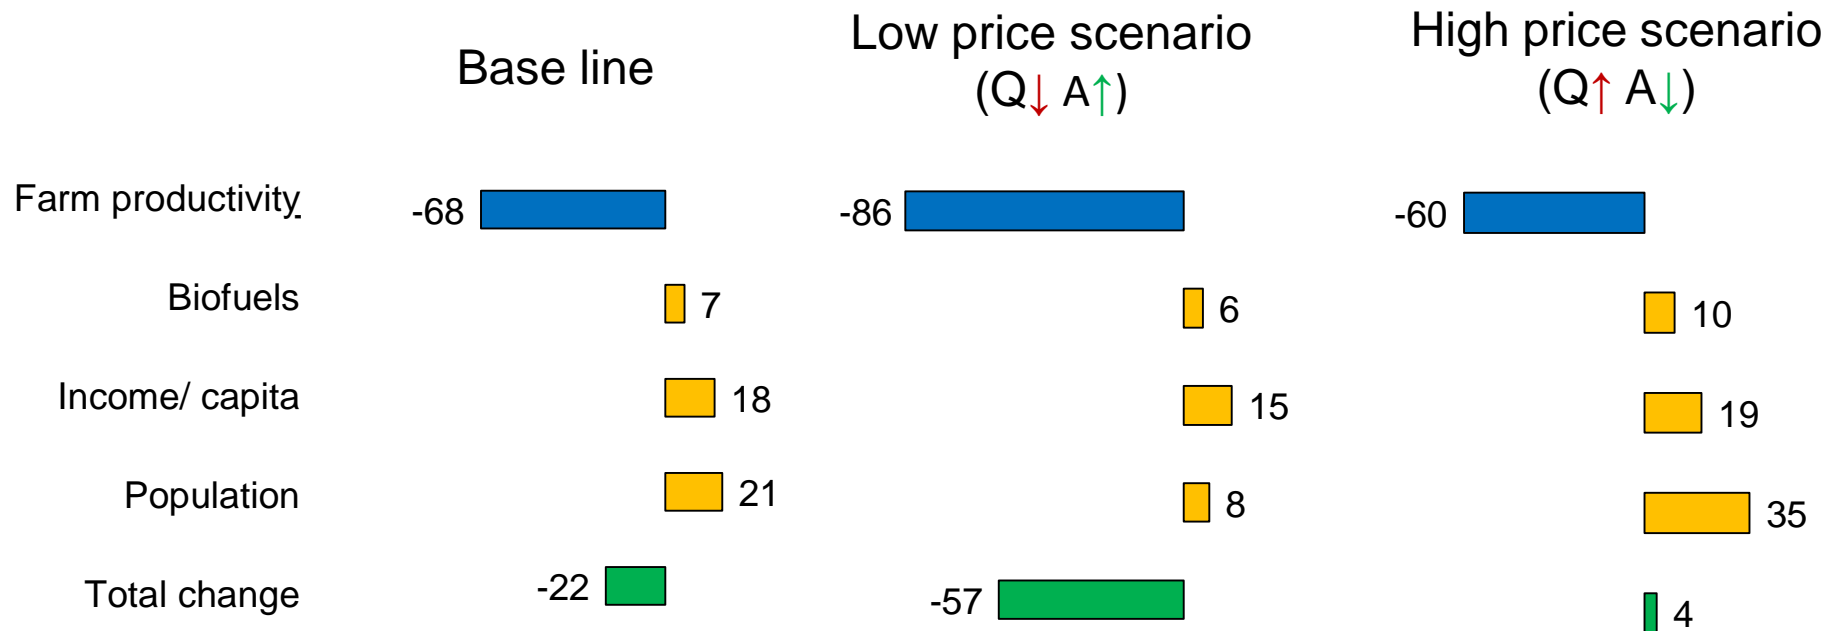 Base line
Low price scenario
(Q↓ A↑)
High price scenario
(Q↑ A↓)
Farm productivity -68 -86 -60
Biofuels 7 6 10
Income/ capita 18 15 19
Population 21 8 35
Total change -22 -57 4